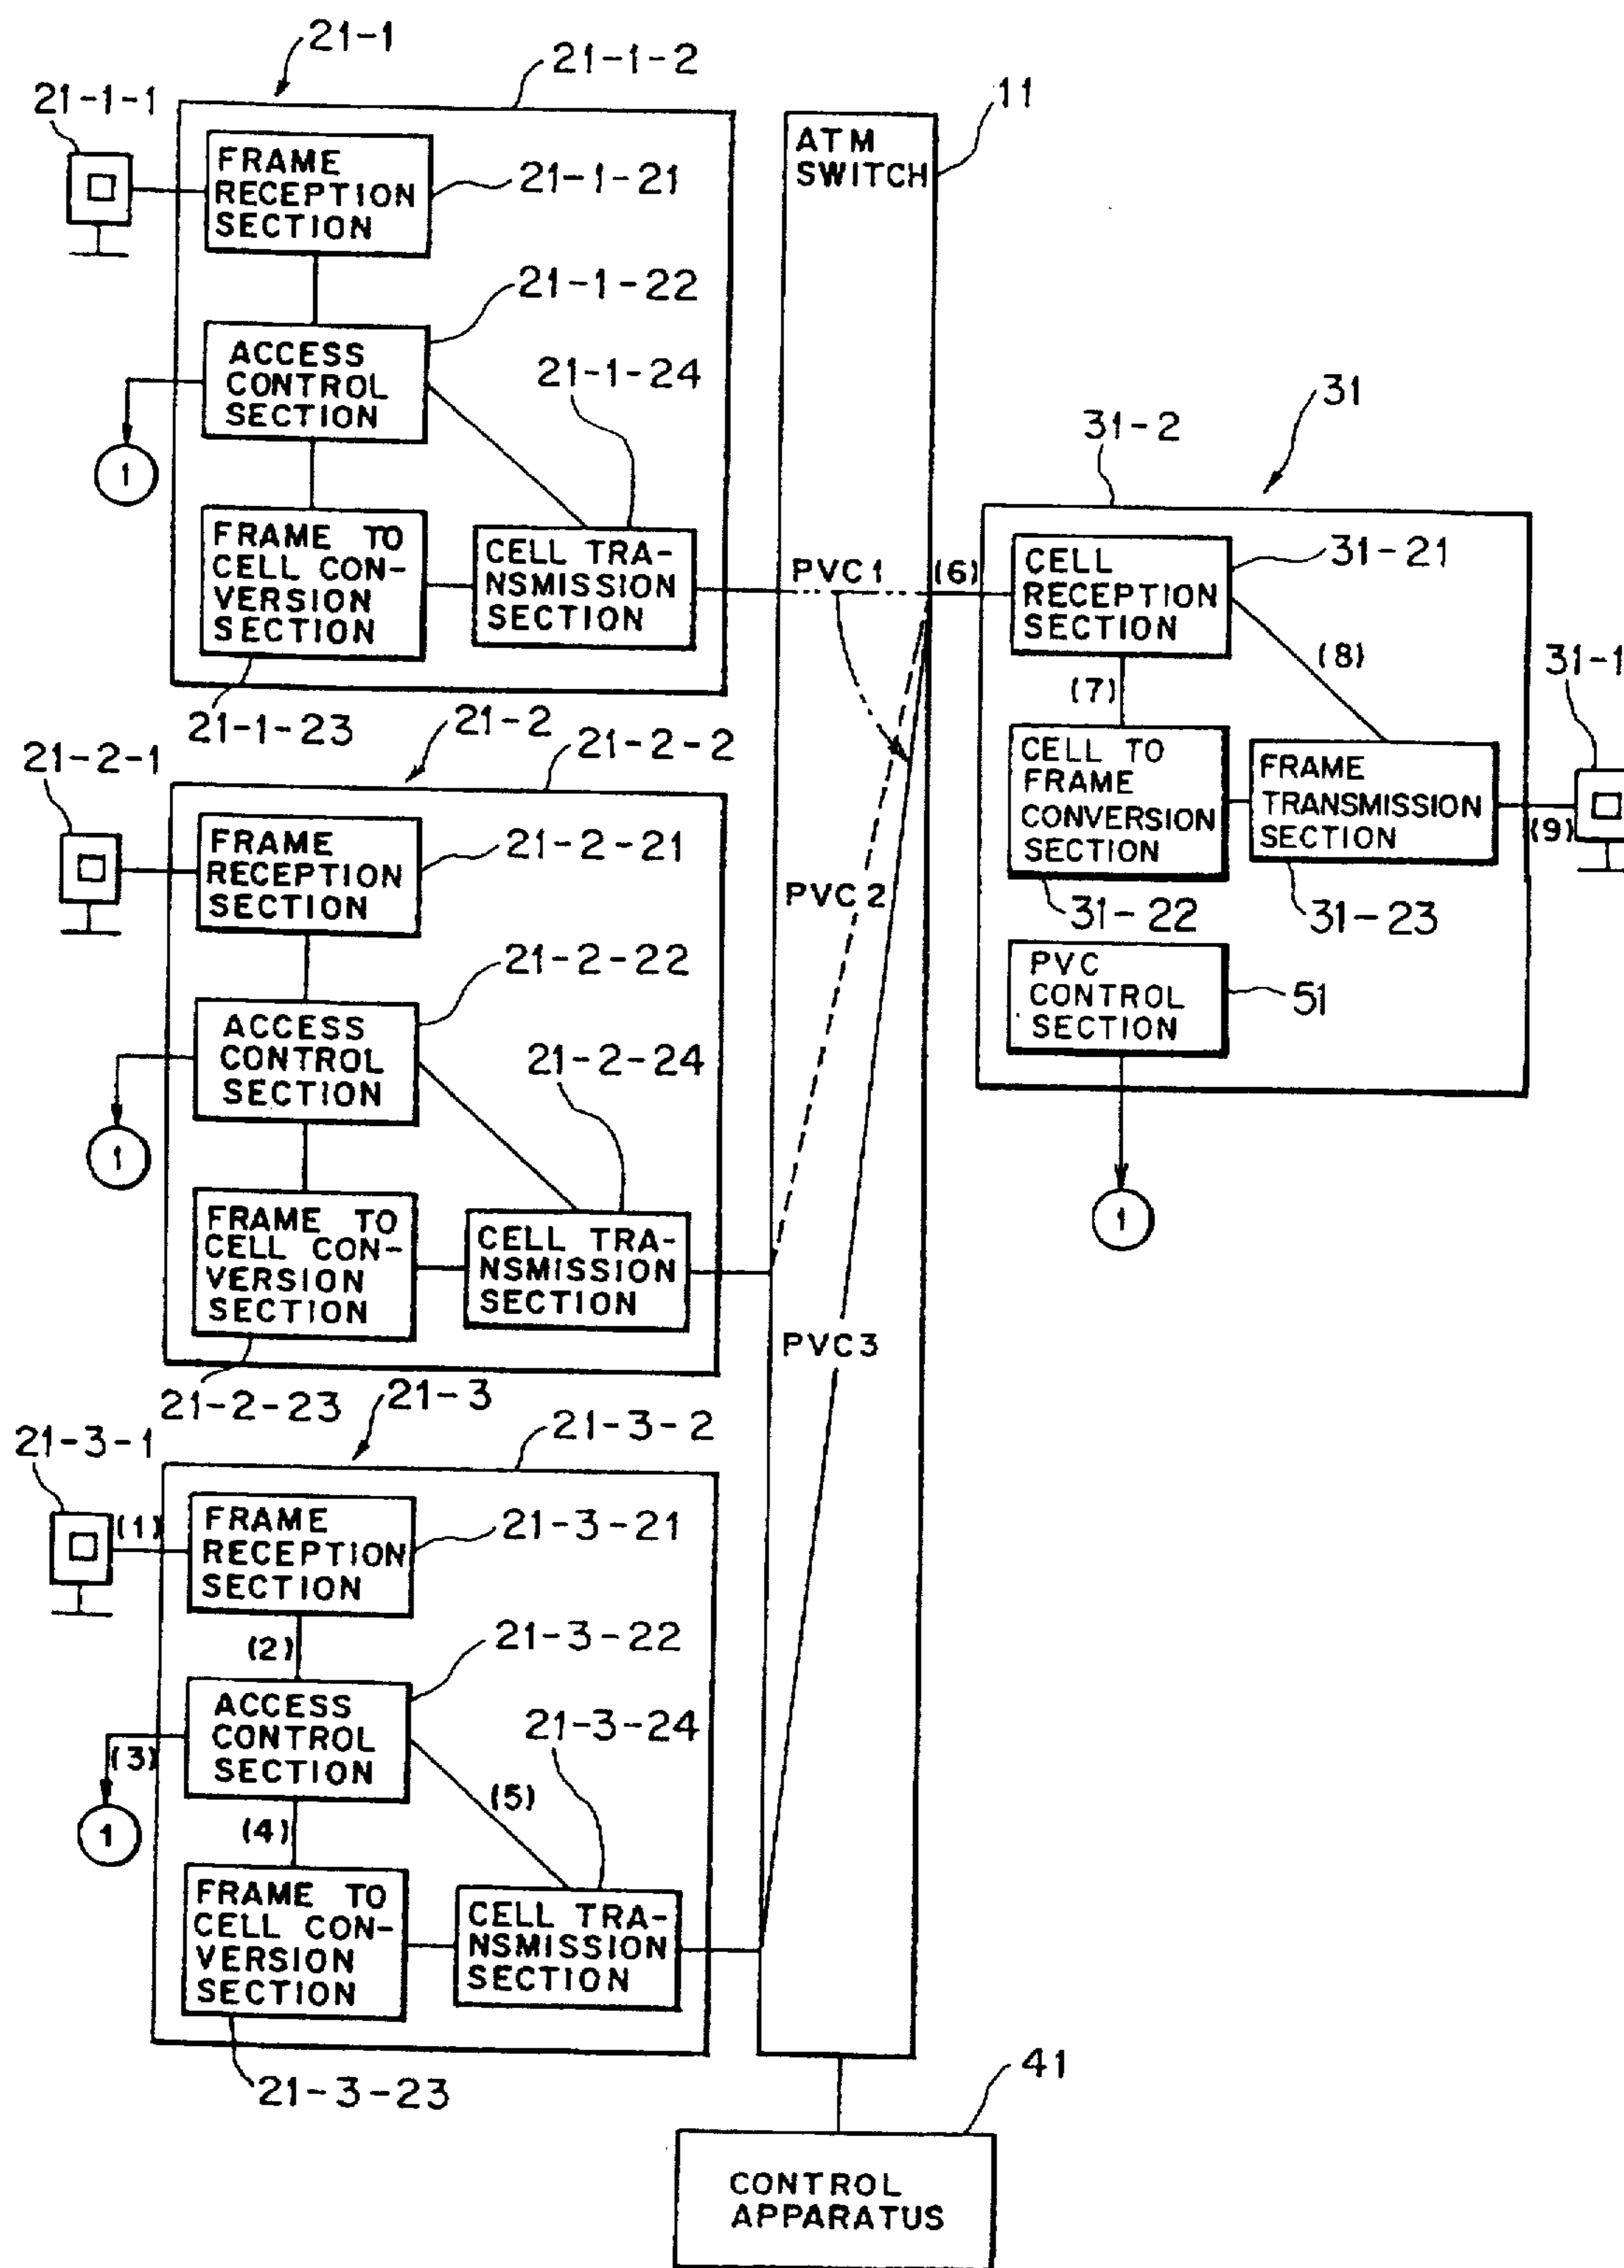 21-1
21-1-2
21-1-1
11
FRAME
RECEPTION
SECTION
21-1-21
ATM
SWITCH
21-1-22
ACCESS
CONTROL
SECTION
21-1-24
1
FRAME TO
CELL CON-
VERSION
SECTION
CELL TRA-
NSMISSION
SECTION
21-1-23
PVC1
(6)
31
31-2
CELL
RECEPTION
SECTION
31-21
(8)
(7)
31-1
CELL TO
FRAME
CONVERSION
SECTION
FRAME
TRANSMISSION
SECTION
(9)
31-22
31-23
PVC
CONTROL
SECTION
51
1
21-2
21-2-2
21-2-1
FRAME
RECEPTION
SECTION
21-2-21
PVC2
21-2-22
ACCESS
CONTROL
SECTION
21-2-24
1
FRAME TO
CELL CON-
VERSION
SECTION
CELL TRA-
NSMISSION
SECTION
21-2-23
PVC3
21-3
21-3-2
21-3-1
(1)
FRAME
RECEPTION
SECTION
21-3-21
(2)
21-3-22
ACCESS
CONTROL
SECTION
21-3-24
(3)
1
(4)
(5)
FRAME TO
CELL CON-
VERSION
SECTION
CELL TRA-
NSMISSION
SECTION
21-3-23
41
CONTROL
APPARATUS